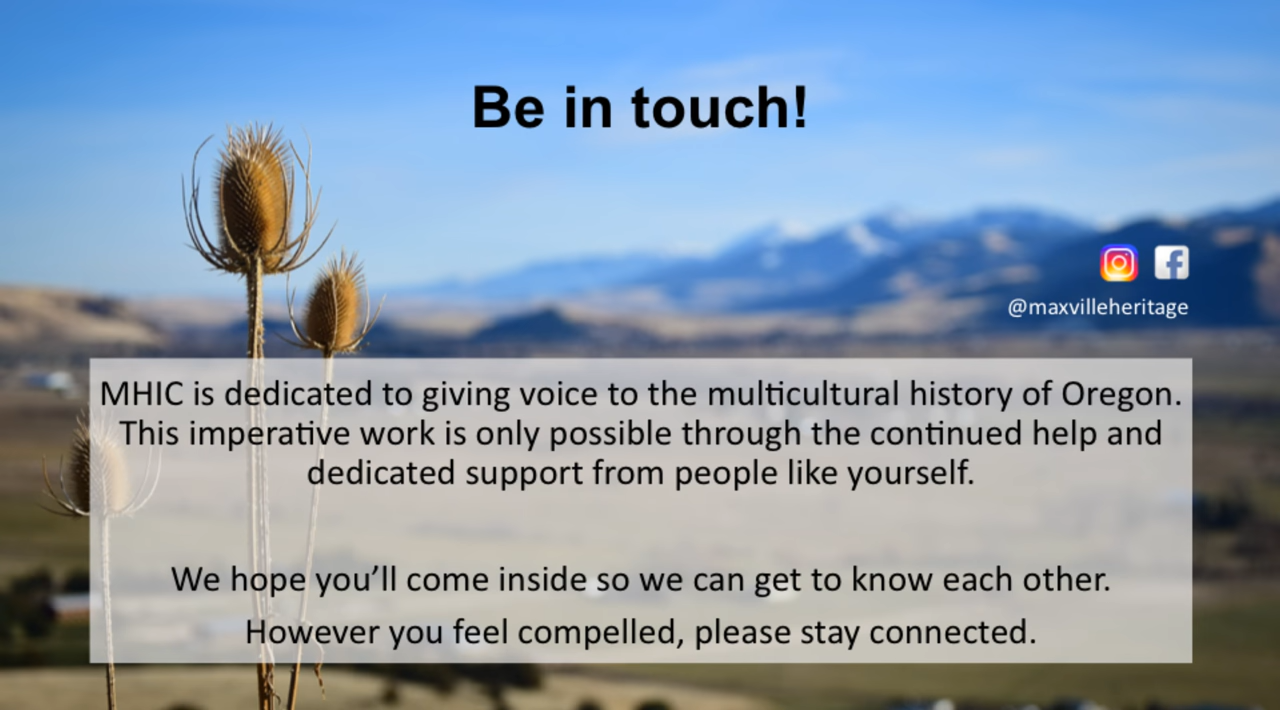 Be in touch!
@maxvilleheritage
MHIC is dedicated to giving voice to the multicultural history of Oregon.
This imperative work is only possible through the continued help and
dedicated support from people like yourself.
We hope you’ll come inside so we can get to know each other.
However you feel compelled, please stay connected.